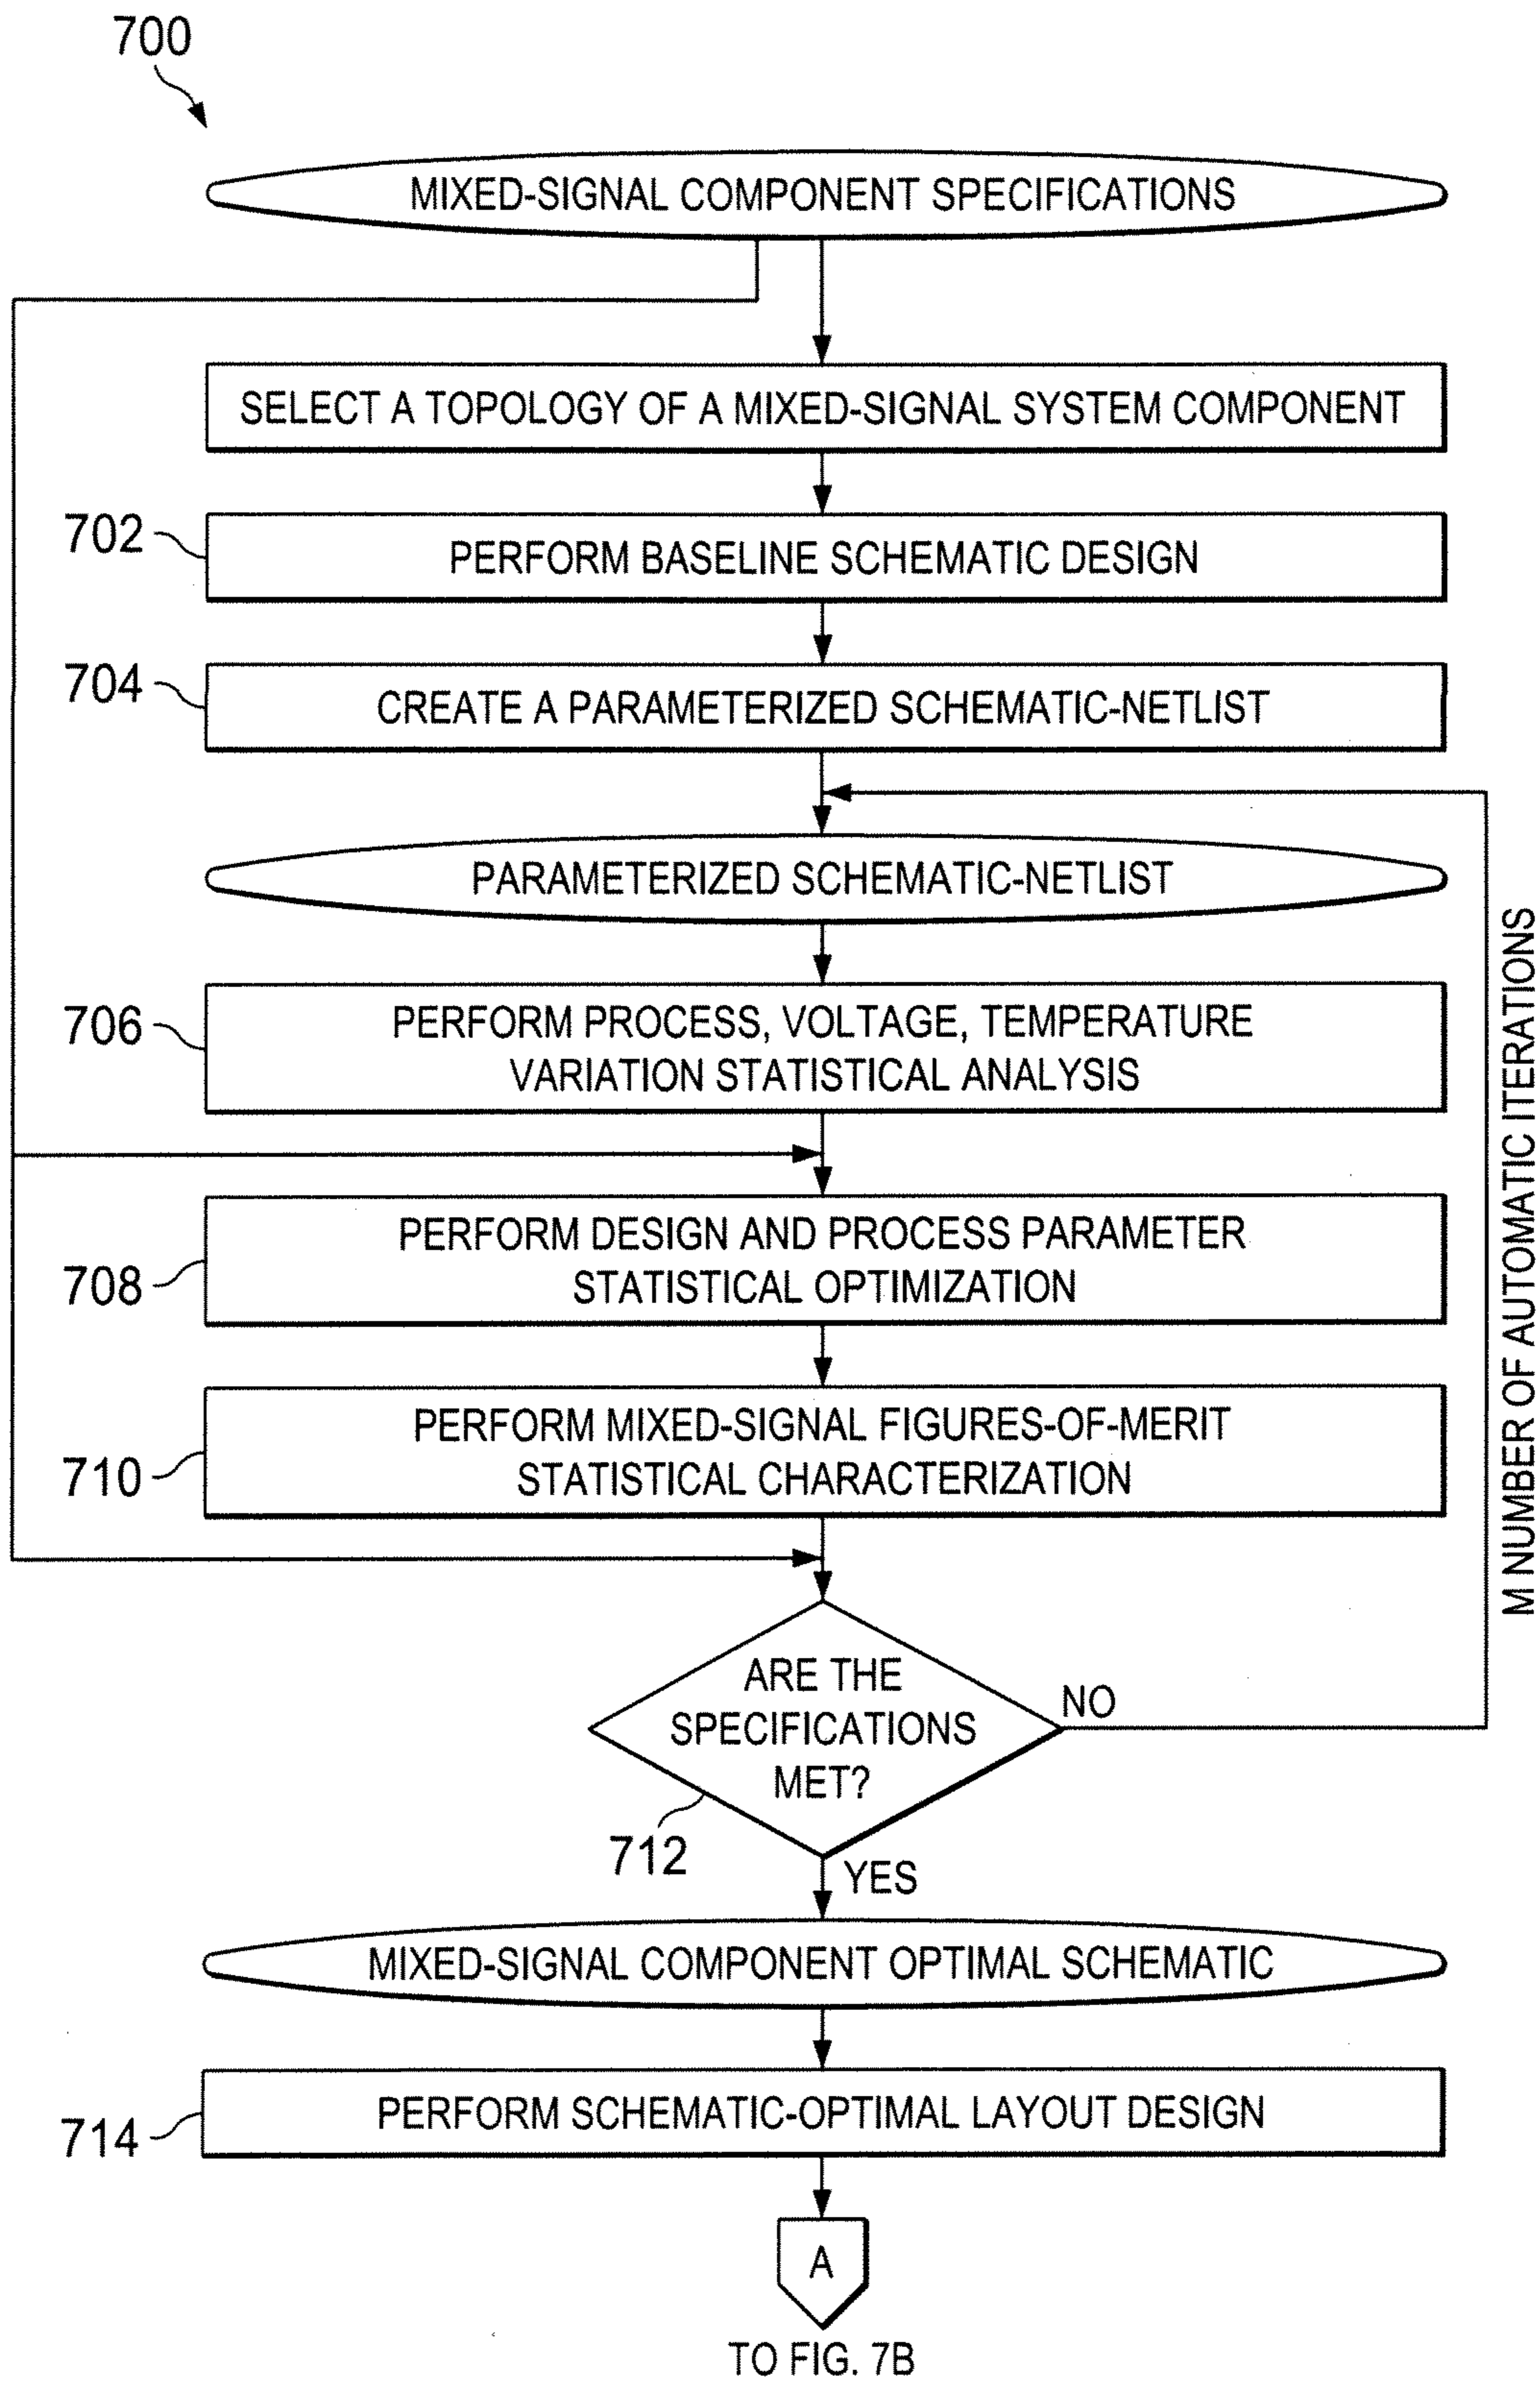 700
MIXED-SIGNAL COMPONENT SPECIFICATIONS
SELECT A TOPOLOGY OF A MIXED-SIGNAL SYSTEM COMPONENT
702
PERFORM BASELINE SCHEMATIC DESIGN
704
CREATE A PARAMETERIZED SCHEMATIC-NETLIST
PARAMETERIZED SCHEMATIC-NETLIST
706
PERFORM PROCESS, VOLTAGE, TEMPERATURE
VARIATION STATISTICAL ANALYSIS
708
PERFORM DESIGN AND PROCESS PARAMETER
STATISTICAL OPTIMIZATION
710
PERFORM MIXED-SIGNAL FIGURES-OF-MERIT
STATISTICAL CHARACTERIZATION
M NUMBER OF AUTOMATIC ITERATIONS
ARE THE
SPECIFICATIONS
MET?
NO
712
YES
MIXED-SIGNAL COMPONENT OPTIMAL SCHEMATIC
714
PERFORM SCHEMATIC-OPTIMAL LAYOUT DESIGN
A
TO FIG. 7B